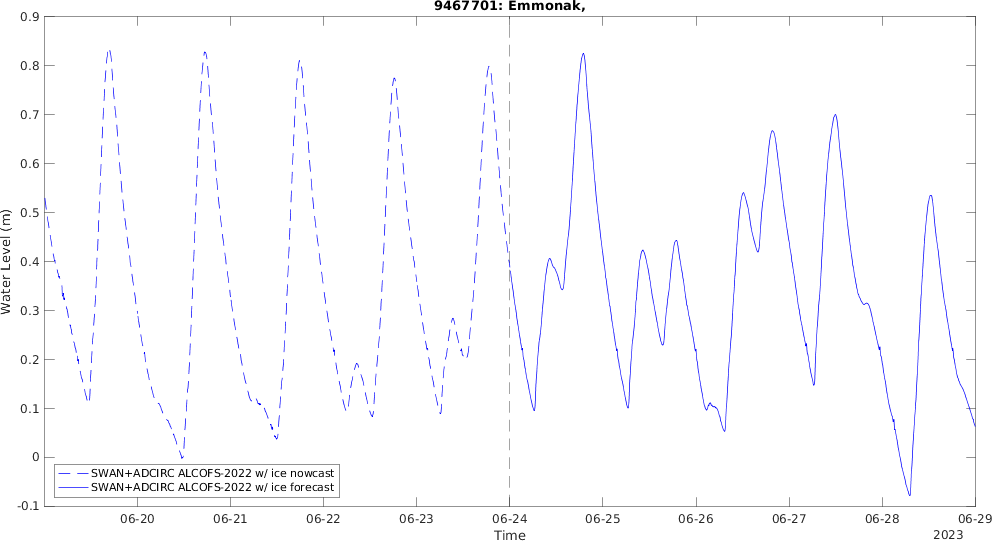 9467701: Emmonak,
0.9
0.8
0.7
0.6
0.5
0.4
0.3
0.2
0.1
0
-0.1
Water Level (m)
SWAN+ADCIRC ALCOFS-2022 w/ ice nowcast
SWAN+ADCIRC ALCOFS-2022 w/ ice forecast
06-20 06-21 06-22 06-23 06-24 06-25 06-26 06-27 06-28 06-29
Time
2023